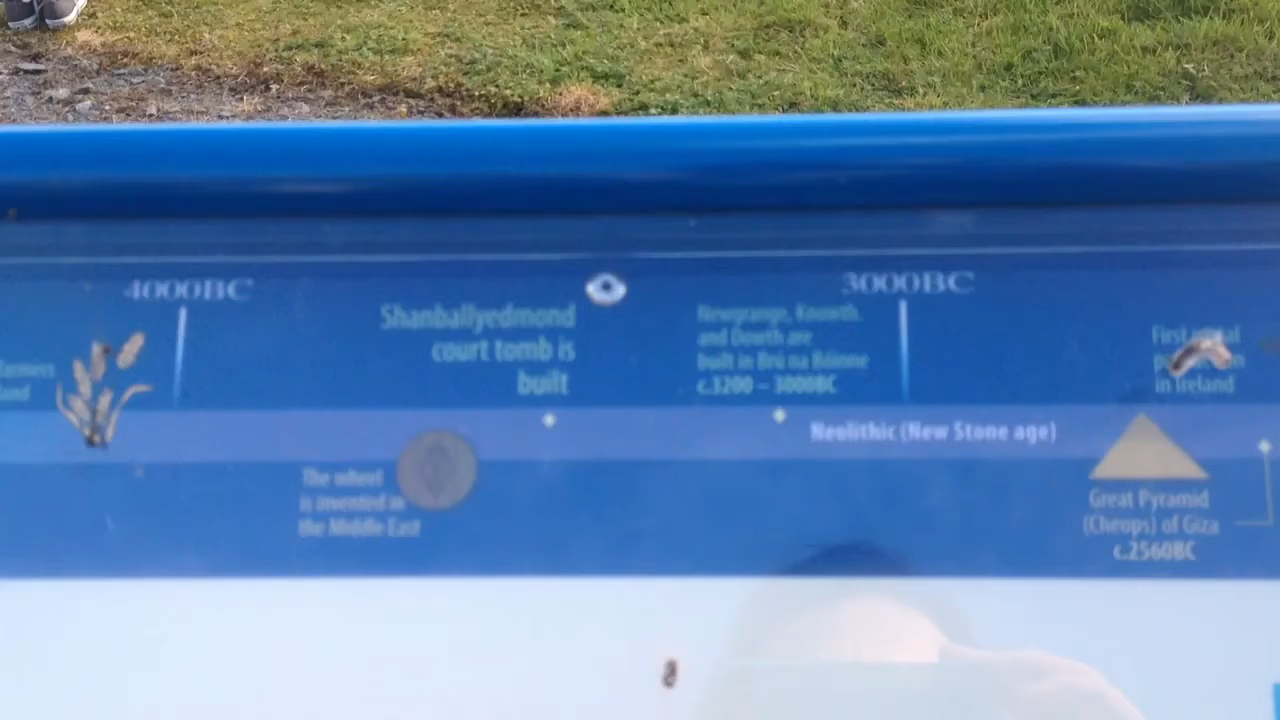 4000BC
3000BC
Shanballyedmond
court tomb is
built
Newgrange, Knowth,
and Dowth are
built in Brú na Bóinne
c.3200 – 3000BC
First
in Ireland
farmers
Neolithic (New Stone age)
The wheel
is invented in
the Middle East
Great Pyramid
(Cheops) of Giza
c.2560BC